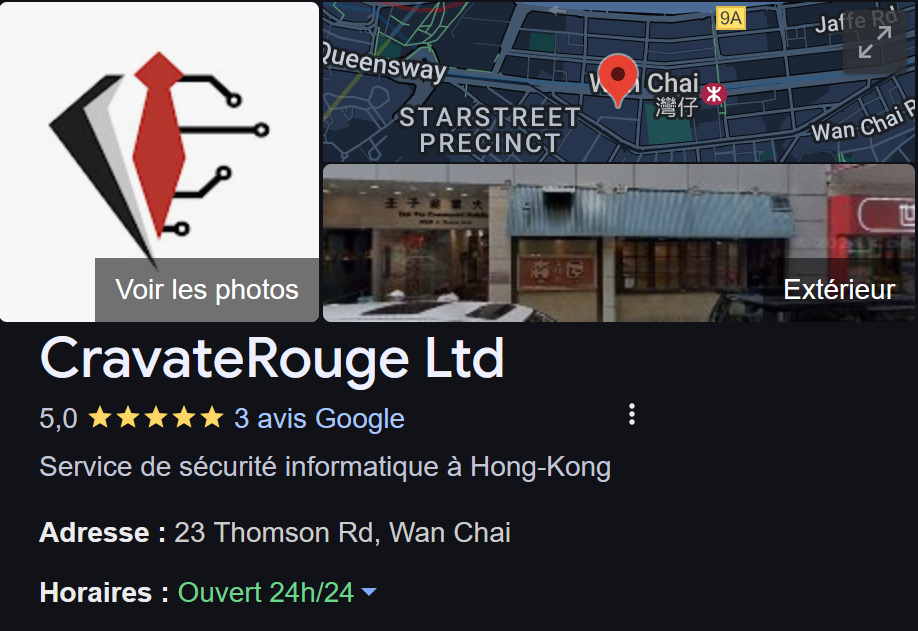 9A
Jaffe Rd
Queensway
Wan Chai
灣仔
STARSTREET
PRECINCT
Wan Chai R
Voir les photos
Extérieur
CravateRouge Ltd
5,0 3 avis Google
Service de sécurité informatique à Hong-Kong
Adresse : 23 Thomson Rd, Wan Chai
Horaires : Ouvert 24h/24